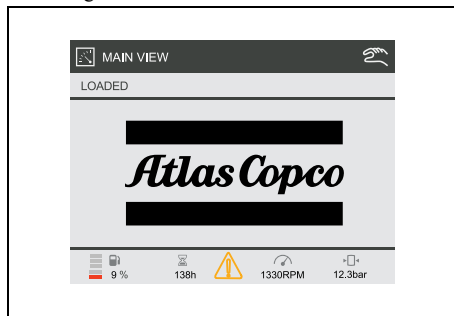 MAIN VIEW
LOADED
Atlas Copco
9 %
138h
1330RPM
12.3bar